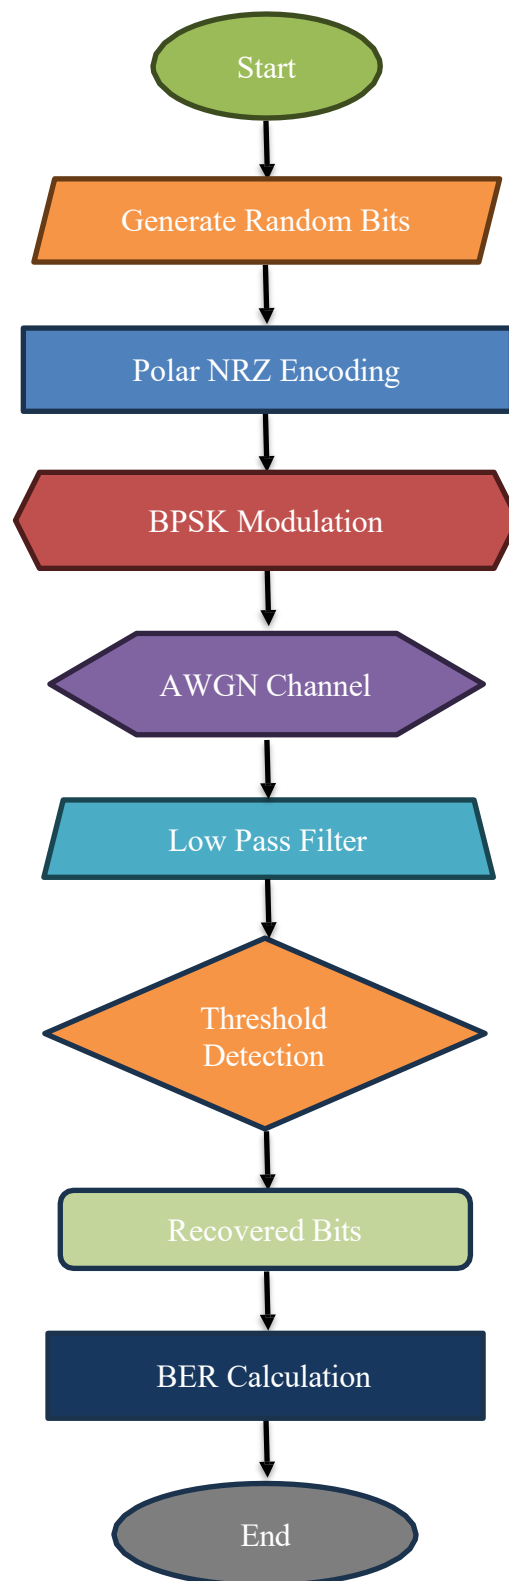 Start
Generate Random Bits
Polar NRZ Encoding
BPSK Modulation
AWGN Channel
Low Pass Filter
Threshold
Detection
Recovered Bits
BER Calculation
End